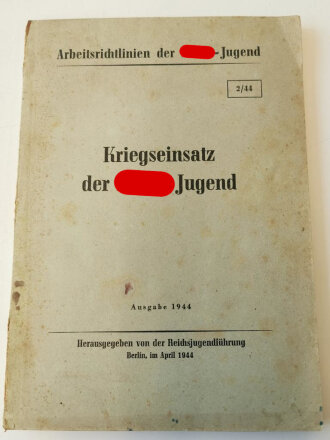 Arbeitsrichtlinien der -Jugend
2/44
Kriegseinsatz
der Jugend
Ausgabe 1944
Herausgegeben von der Reichsjugendführung
Berlin, im April 1944